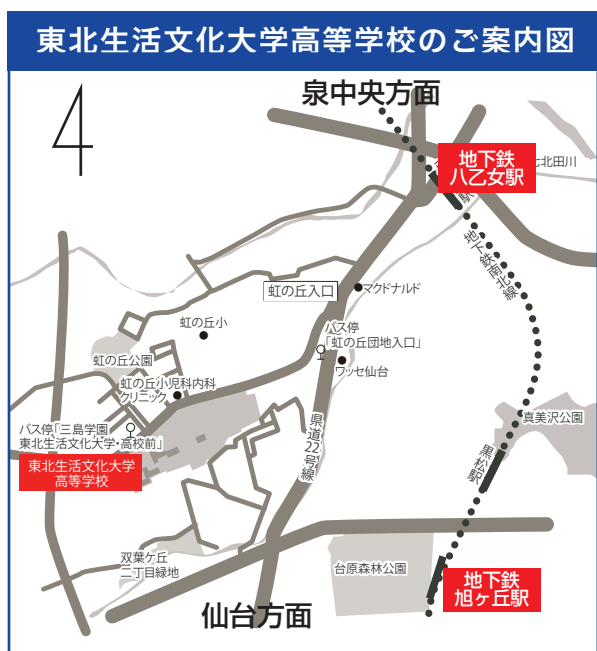 東北生活文化大学高等学校のご案内図
泉中央方面
地下鉄
八乙女駅
駅
七北田川
地下鉄南北線
虹の丘入口
マクドナルド
虹の丘小
バス停
「虹の丘団地入口」
虹の丘公園
ワッセ仙台
虹の丘小児科内科
クリニック
県道22号線
真美沢公園
バス停「三島学園
東北生活文化大学・高校前」
東北生活文化大学
高等学校
黒松駅
双葉ケ丘
二丁目緑地
台原森林公園
地下鉄
旭ヶ丘駅
仙台方面